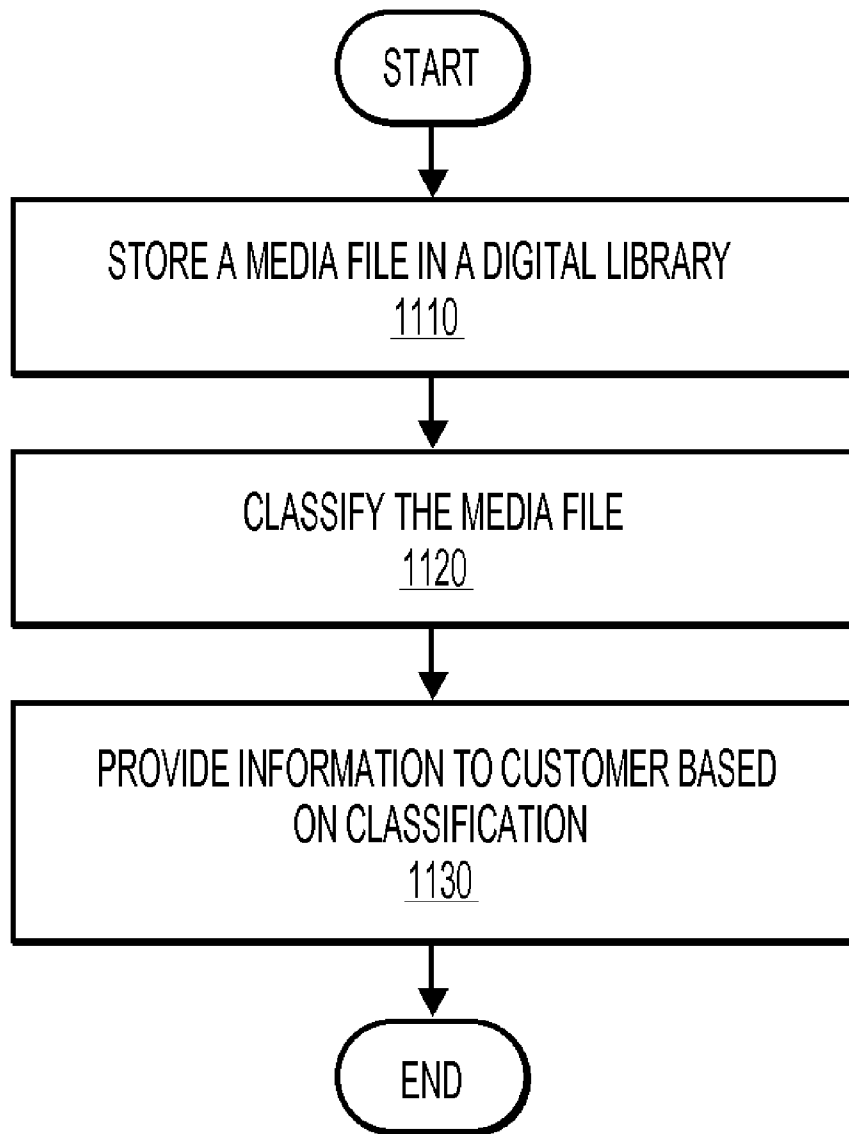 START
STORE A MEDIA FILE IN A DIGITAL LIBRARY
1110
CLASSIFY THE MEDIA FILE
1120
PROVIDE INFORMATION TO CUSTOMER BASED
ON CLASSIFICATION
1130
END